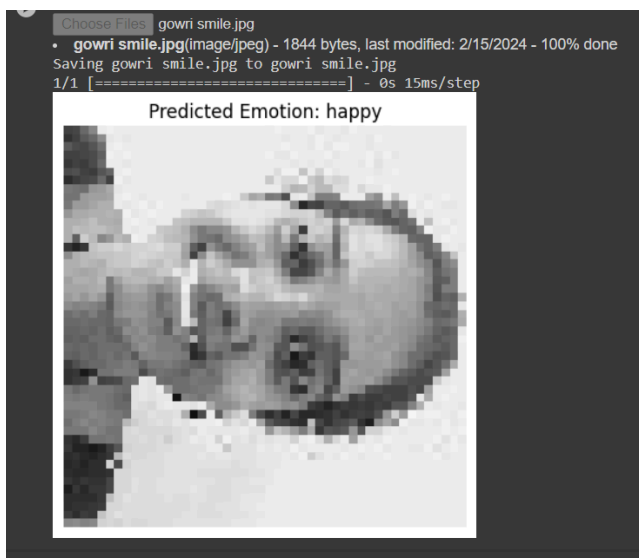 Choose Files gowri smile.jpg
• gowri smile.jpg(image/jpeg) - 1844 bytes, last modified: 2/15/2024 - 100% done
Saving gowri smile.jpg to gowri smile.jpg
1/1 [==============================] - 0s 15ms/step
Predicted Emotion: happy